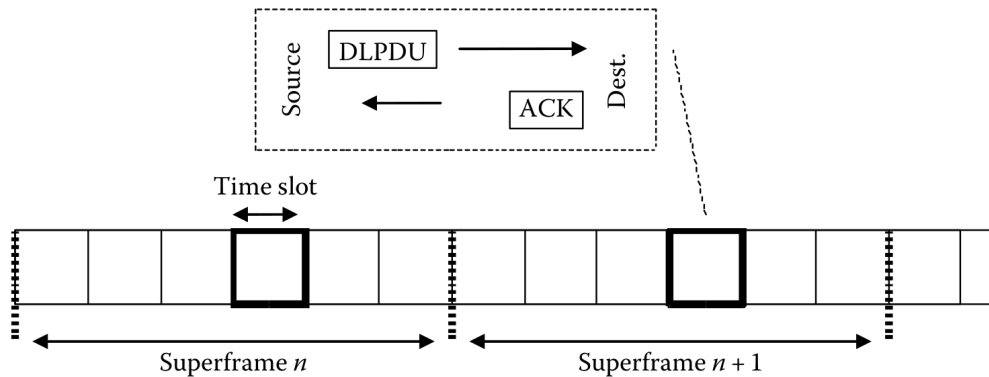 Source
DLPDU
ACK
Dest.
Time slot
Superframe n
Superframe n + 1